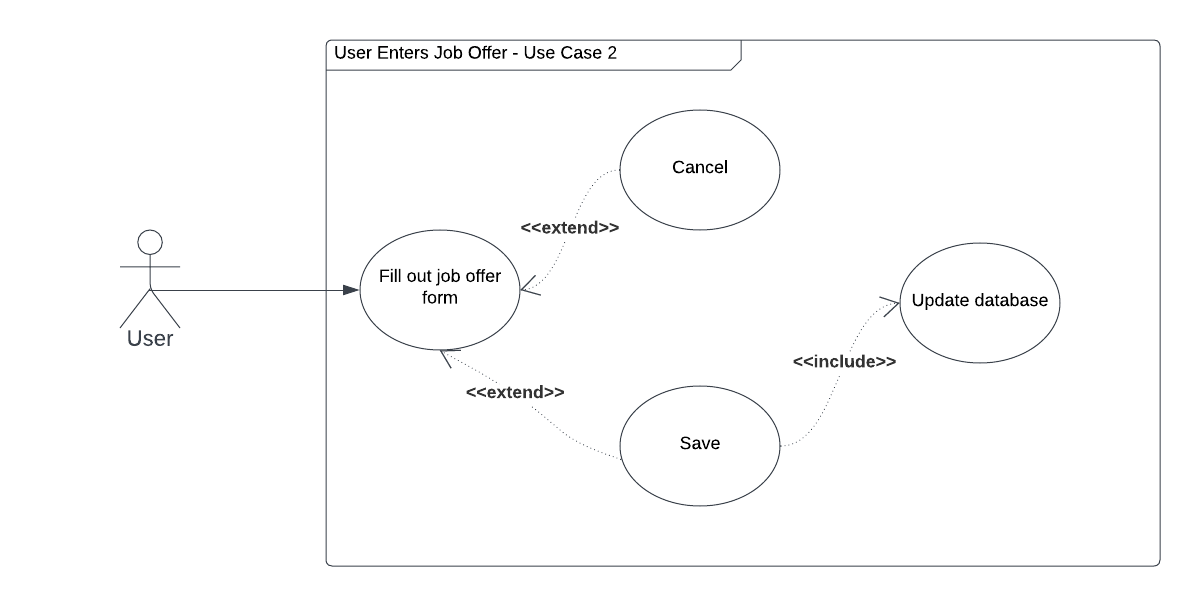 User Enters Job Offer - Use Case 2
Cancel
<<extend>>
Fill out job offer
form
User
Update database
<<include>>
<<extend>>
Save